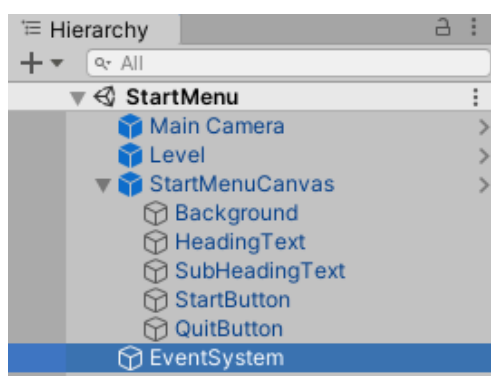 Hierarchy
All
StartMenu
Main Camera
Level
StartMenuCanvas
Background
HeadingText
SubHeadingText
StartButton
QuitButton
EventSystem